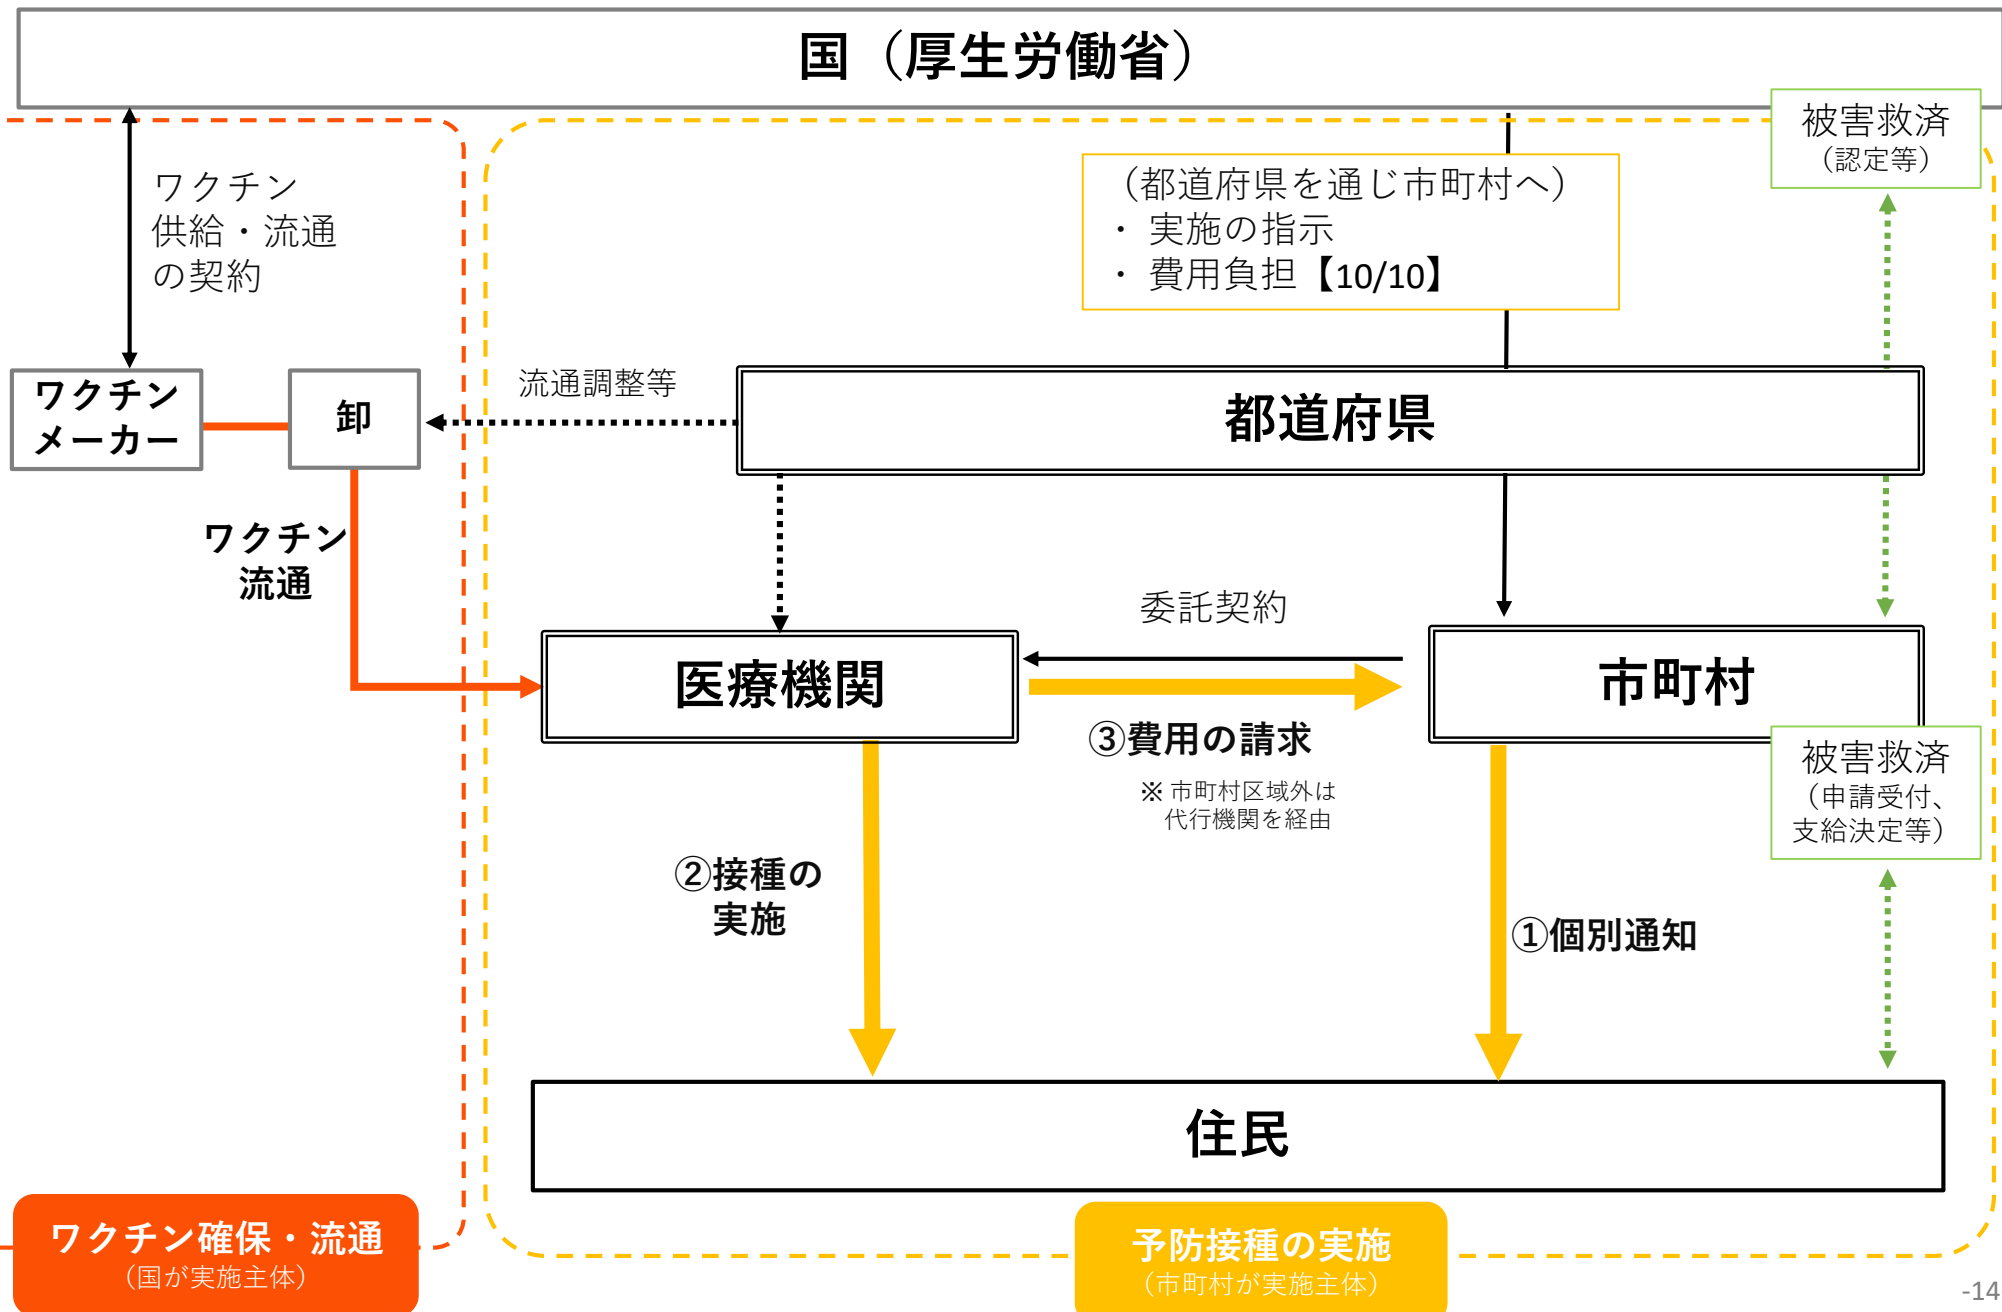 国（厚生労働省）
被害救済
（認定等）
ワクチン
供給・流通
の契約
（都道府県を通じ市町村へ）
・ 実施の指示
・ 費用負担【10/10】
ワクチン
メーカー
卸
流通調整等
都道府県
ワクチン
流通
委託契約
医療機関
市町村
③費用の請求
※ 市町村区域外は
代行機関を経由
被害救済
（申請受付、
支給決定等）
②接種の
実施
①個別通知
住民
ワクチン確保・流通
（国が実施主体）
予防接種の実施
（市町村が実施主体）
-14